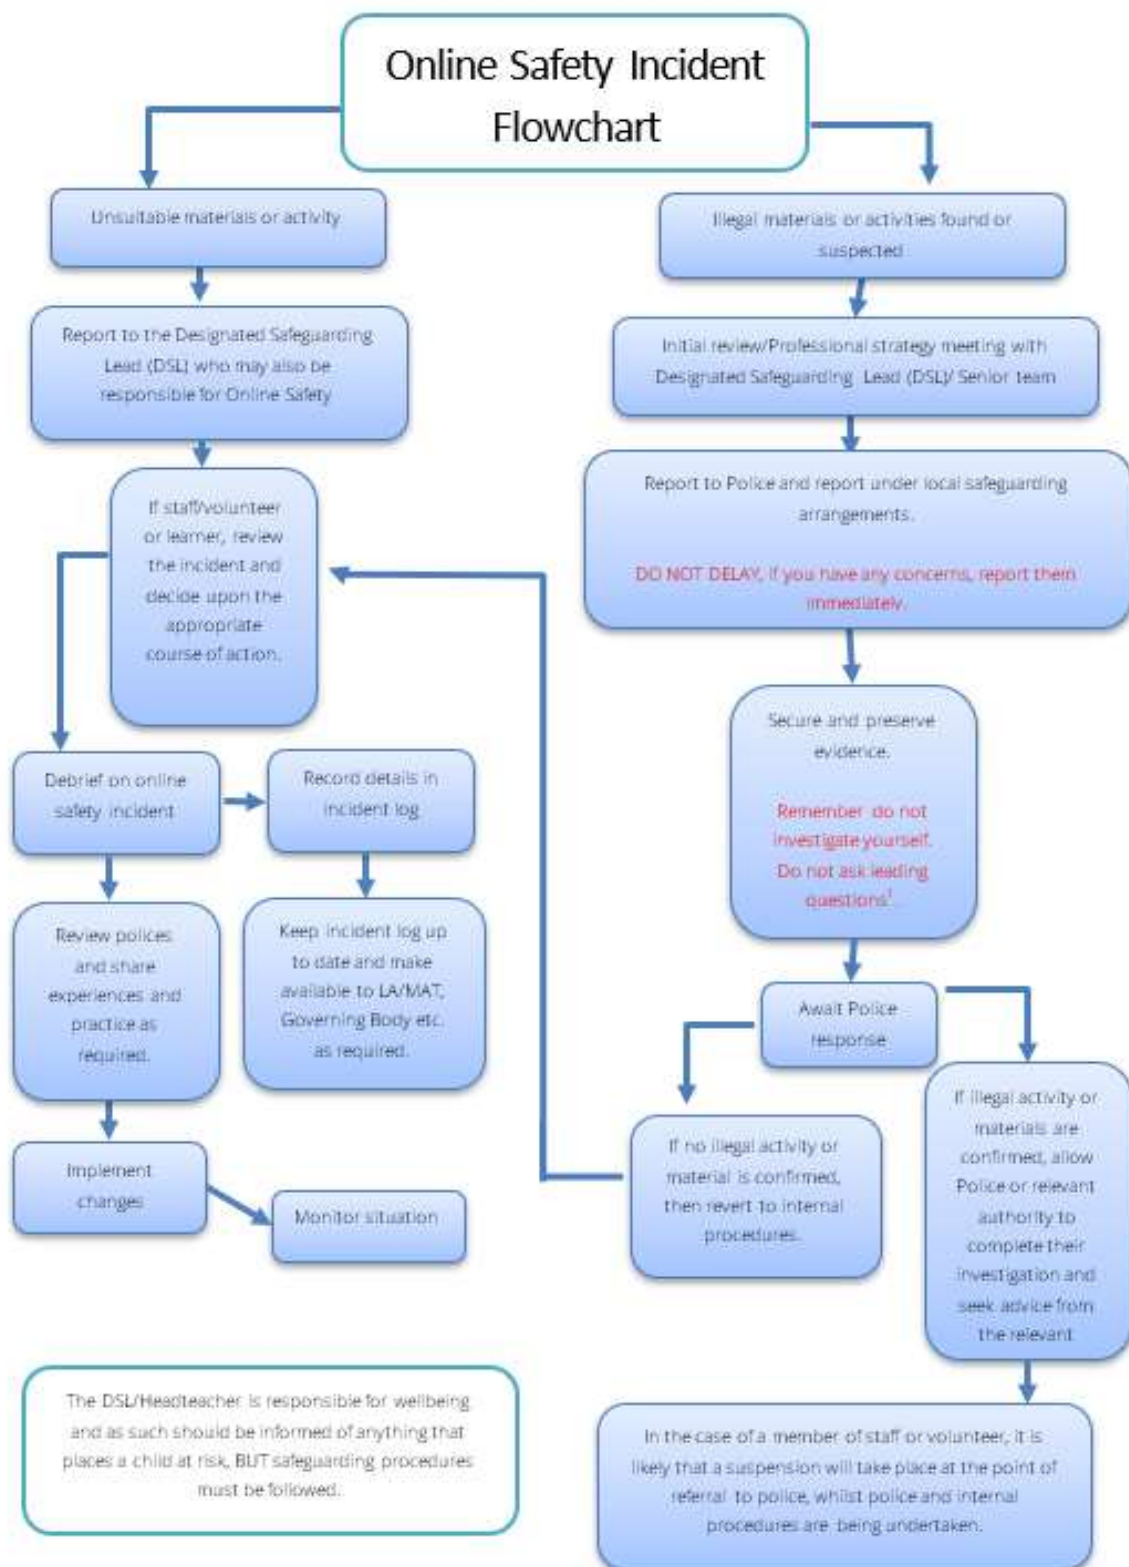 Online Safety Incident
Flowchart
Unsuitable materials or activity
Report to the Designated Safeguarding
Lead (DSL) who may also be
responsible for Online Safety
If staff/volunteer
or learner, review
the incident and
decide upon the
appropriate
course of action.
Debrief on online
safety incident
Record details in
incident log
Review polices
and share
experiences and
practice as
required.
Keep incident log up
to date and make
available to LA/MAT,
Governing Body etc.
as required.
Implement
changes
Monitor situation
Illegal materials or activities found or
suspected
Initial review/Professional strategy meeting with
Designated Safeguarding Lead (DSL)/ Senior team
Report to Police and report under local safeguarding
arrangements.
DO NOT DELAY, if you have any concerns, report them
immediately.
Secure and preserve
evidence.
Remember do not
investigate yourself.
Do not ask leading
questions¹.
Await Police
response
If no illegal activity or
material is confirmed,
then revert to internal
procedures.
If illegal activity or
materials are
confirmed, allow
Police or relevant
authority to
complete their
investigation and
seek advice from
the relevant
In the case of a member of staff or volunteer, it is
likely that a suspension will take place at the point of
referral to police, whilst police and internal
procedures are being undertaken.
The DSL/Headteacher is responsible for wellbeing
and as such should be informed of anything that
places a child at risk, BUT safeguarding procedures
must be followed.